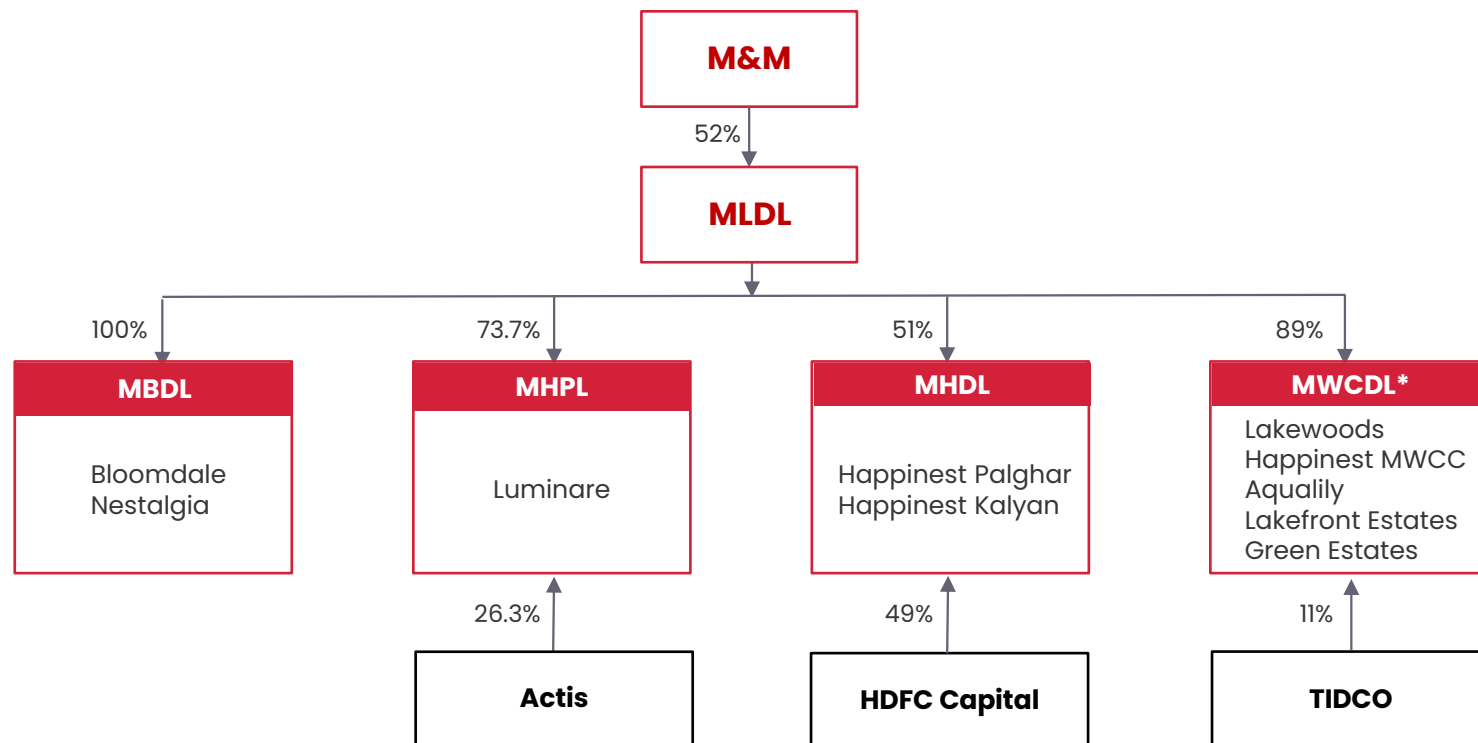 M&M
52%
MLDL
100%
73.7%
51%
89%
MBDL
MHPL
MHDL
MWCDL*
Bloomdale
Nestalgia
Luminare
Happinest Palghar
Happinest Kalyan
Lakewoods
Happinest MWCC
Aqualily
Lakefront Estates
Green Estates
26.3%
49%
11%
Actis
HDFC Capital
TIDCO